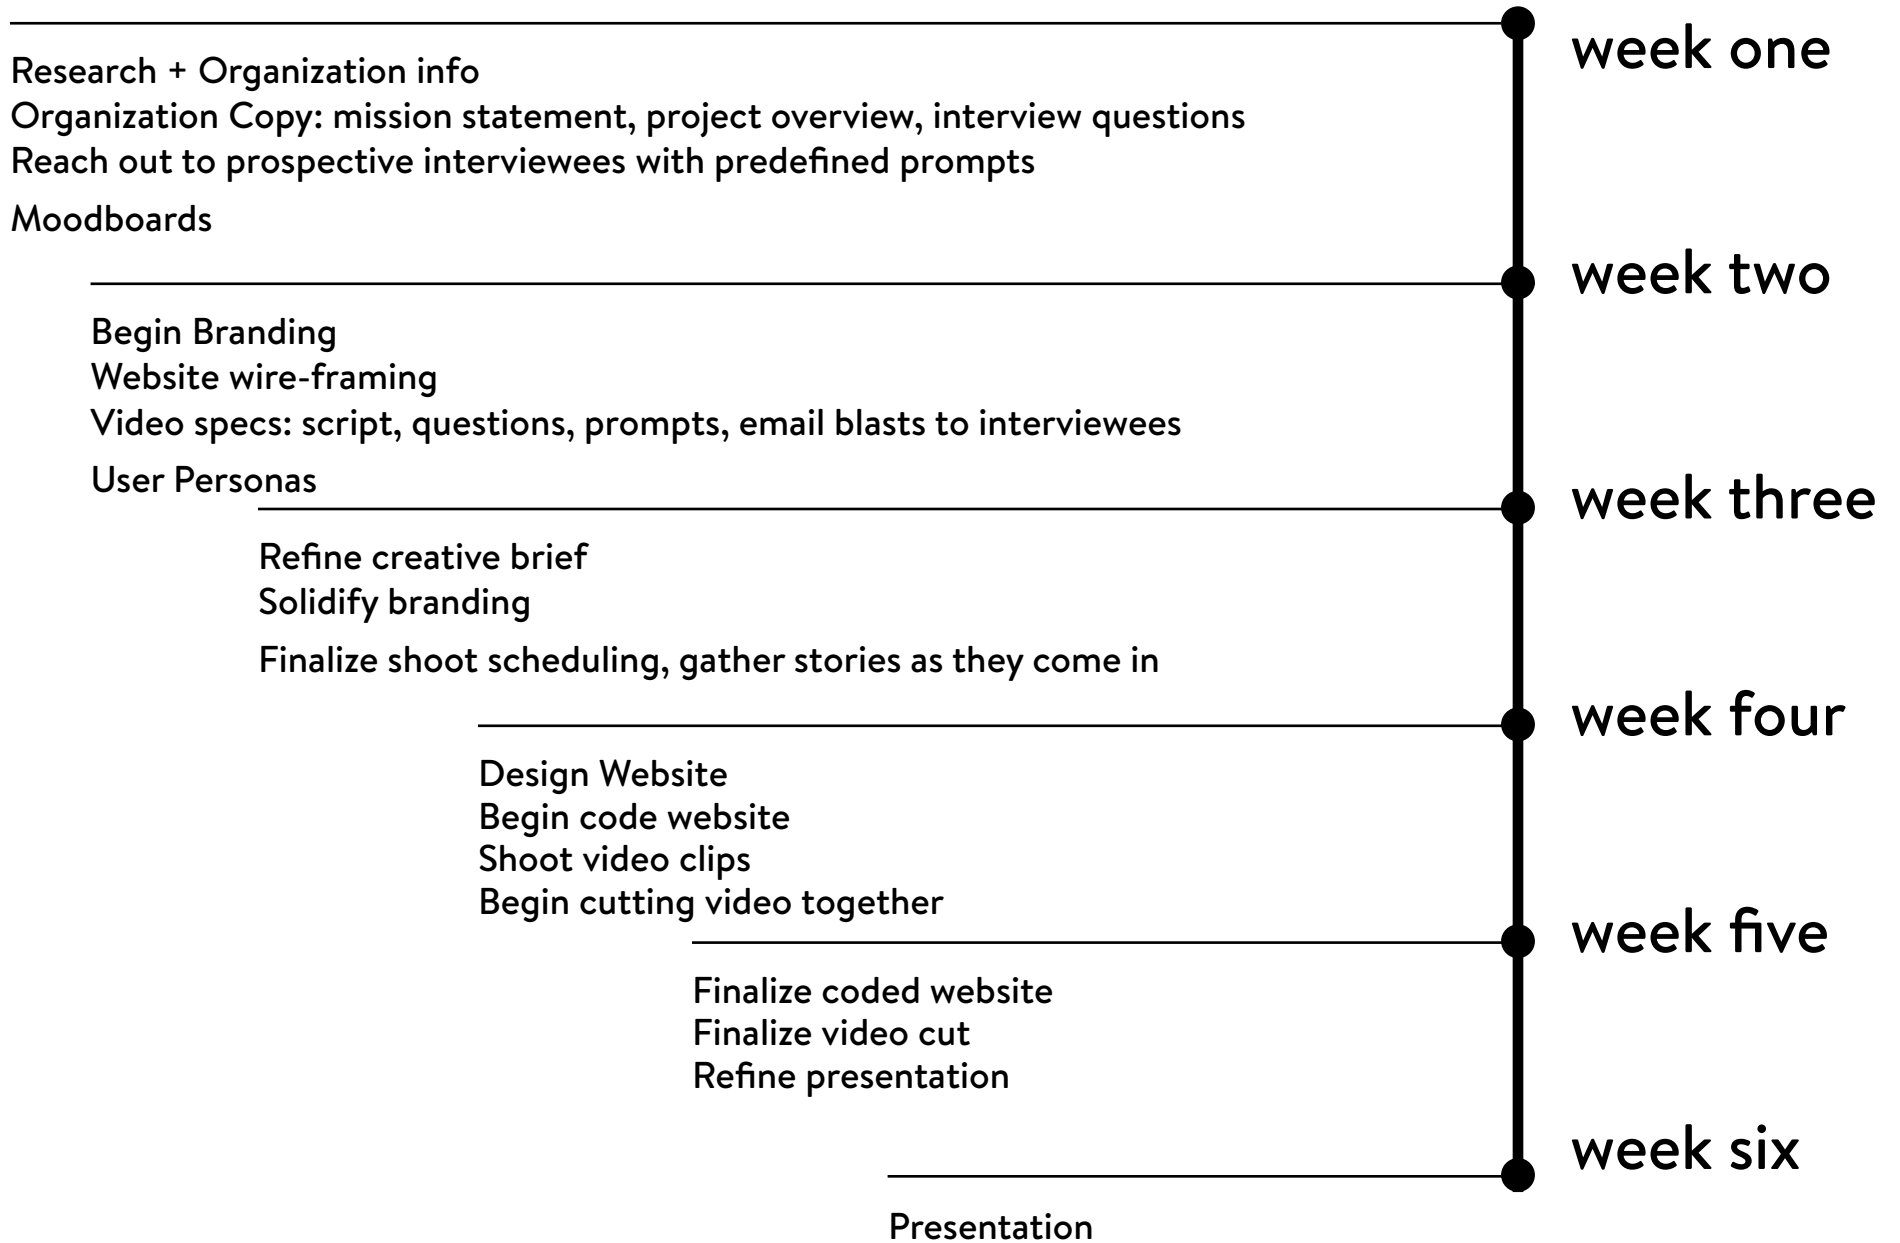 week one
Research + Organization info
Organization Copy: mission statement, project overview, interview questions
Reach out to prospective interviewees with predefined prompts
Moodboards
week two
Begin Branding
Website wire-framing
Video specs: script, questions, prompts, email blasts to interviewees
User Personas
week three
Refine creative brief
Solidify branding
Finalize shoot scheduling, gather stories as they come in
week four
Design Website
Begin code website
Shoot video clips
Begin cutting video together
week five
Finalize coded website
Finalize video cut
Refine presentation
week six
Presentation